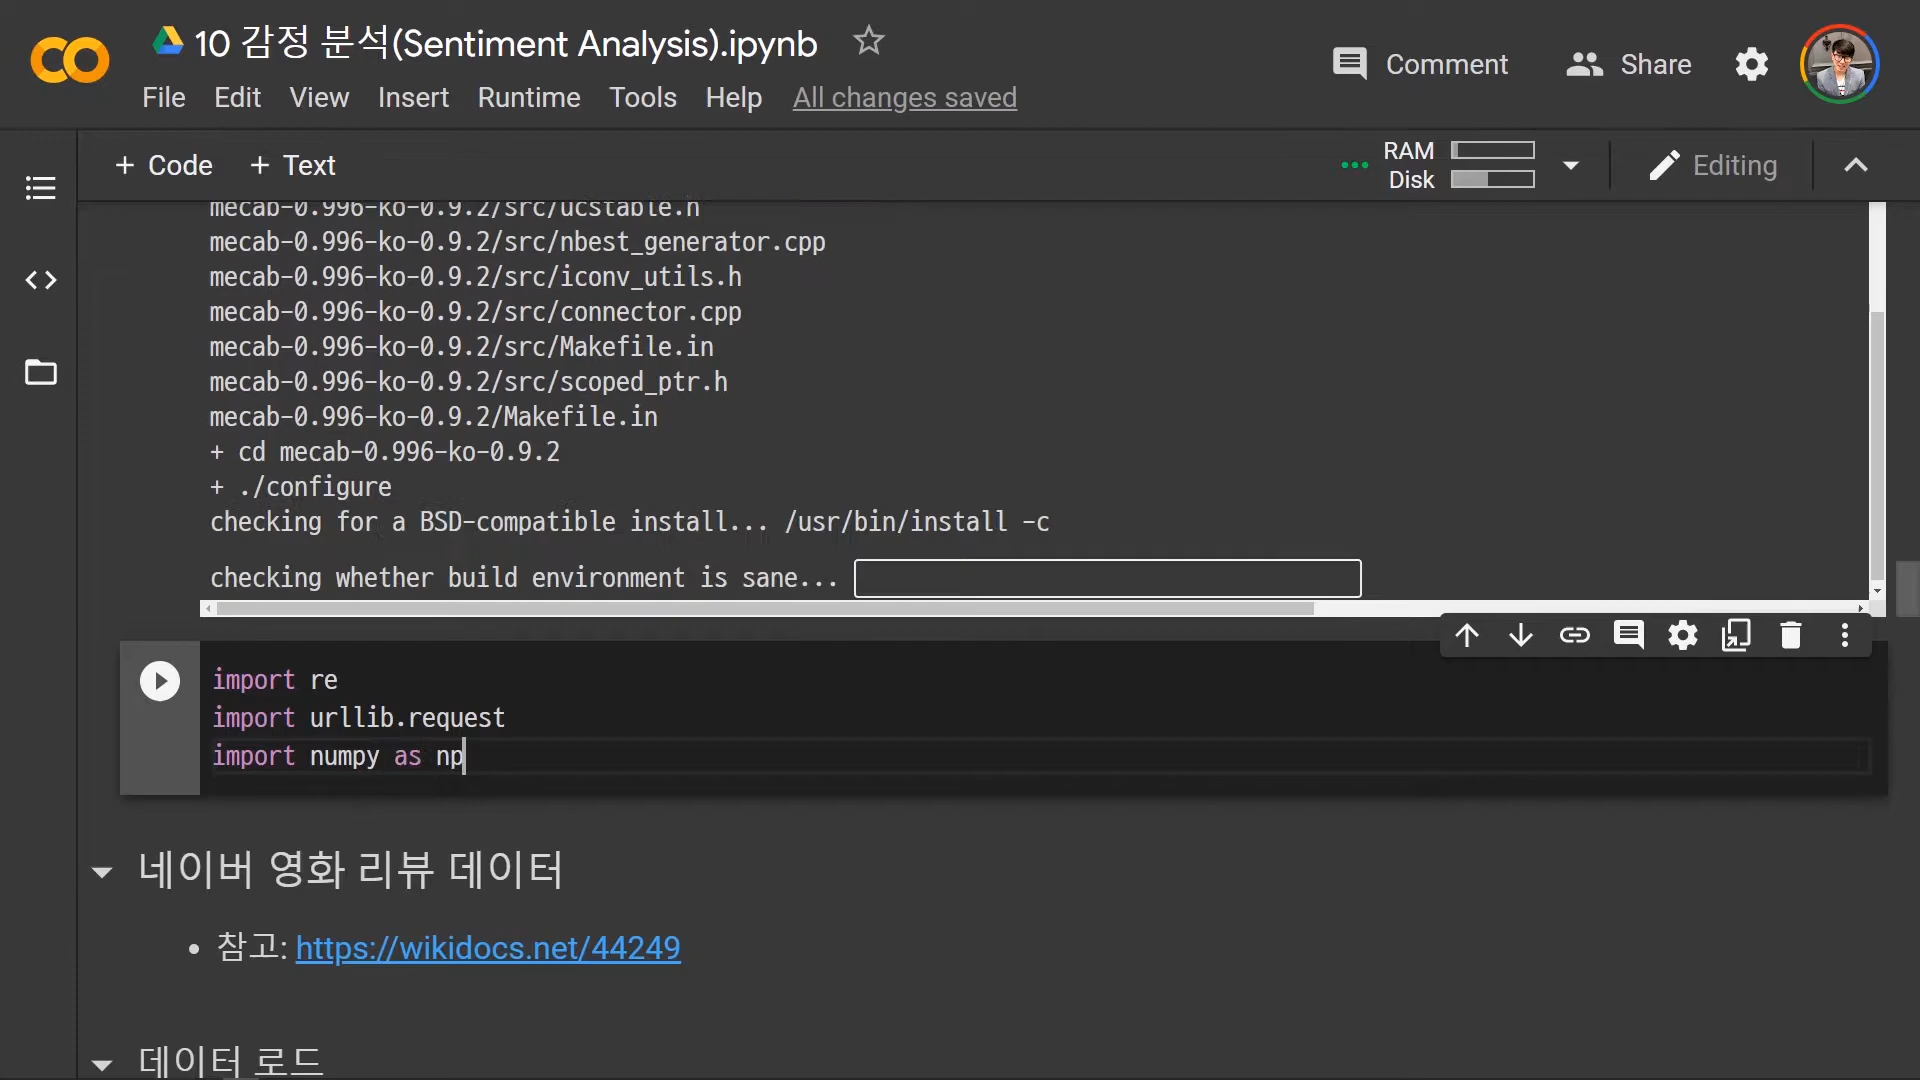 10 감정 분석(Sentiment Analysis).ipynb
Comment
Share
File Edit View Insert Runtime Tools Help All changes saved
+ Code + Text
RAM
Disk
Editing
mecab-0.996-ko-0.9.2/src/ucstable.h
mecab-0.996-ko-0.9.2/src/nbest_generator.cpp
mecab-0.996-ko-0.9.2/src/iconv_utils.h
mecab-0.996-ko-0.9.2/src/connector.cpp
mecab-0.996-ko-0.9.2/src/Makefile.in
mecab-0.996-ko-0.9.2/src/scoped_ptr.h
mecab-0.996-ko-0.9.2/Makefile.in
+ cd mecab-0.996-ko-0.9.2
+ ./configure
checking for a BSD-compatible install... /usr/bin/install -c
checking whether build environment is sane...
import re
import urllib.request
import numpy as np
네이버 영화 리뷰 데이터
• 참고: https://wikidocs.net/44249
데이터 로드